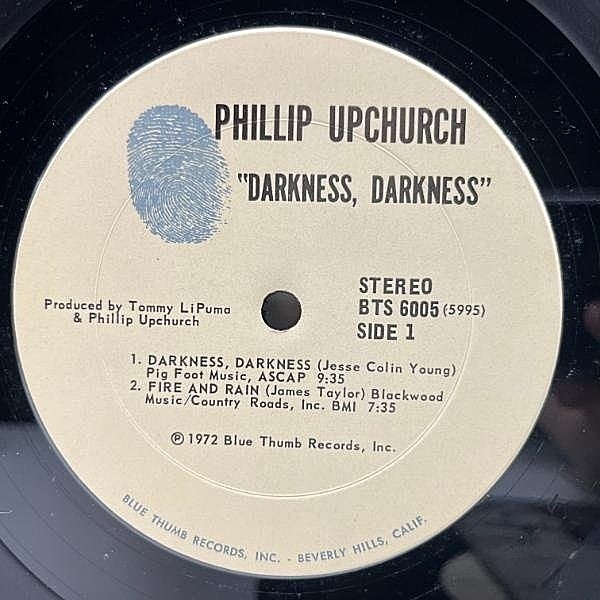 PHILLIP UPCHURCH
"DARKNESS, DARKNESS"
STEREO
BTS 6005 (5995)
SIDE 1
Produced by Tommy LiPuma
& Phillip Upchurch
1. DARKNESS, DARKNESS (Jesse Colin Young)
Pig Foot Music, ASCAP 9:35
2. FIRE AND RAIN (James Taylor) Blackwood
Music/Country Roads, Inc. BMI 7:35
℗ 1972 Blue Thumb Records, Inc.
BLUE THUMB RECORDS, INC. - BEVERLY HILLS, CALIF.